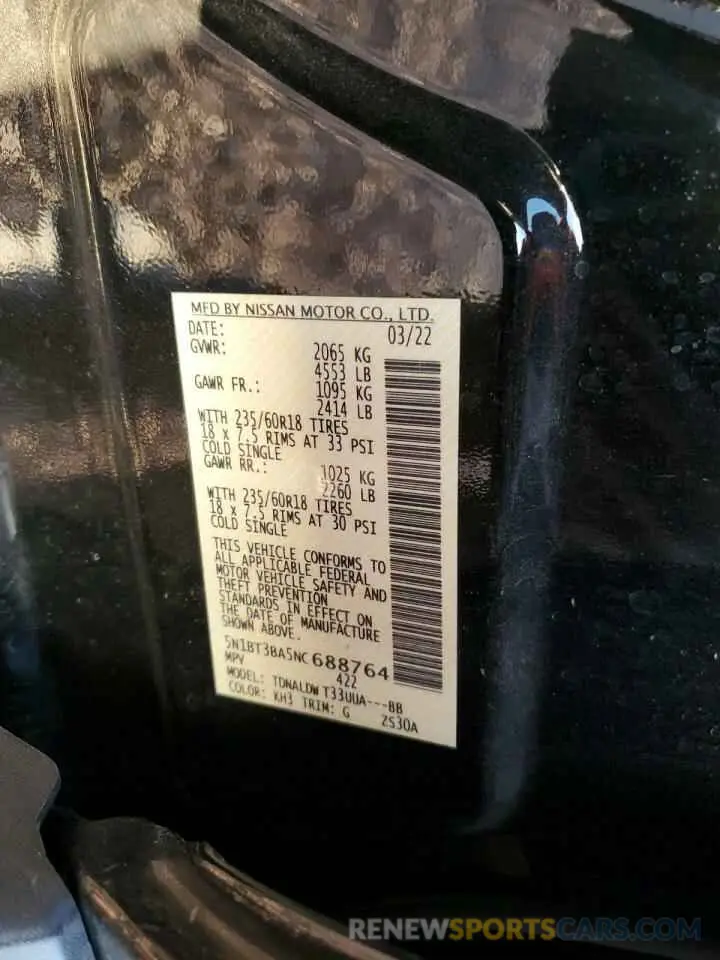 MFD BY NISSAN MOTOR CO., LTD.
DATE: 03/22
GVWR: 2065 KG
4553 LB
GAWR FR.: 1095 KG
2414 LB
WITH 235/60R18 TIRES
18 x 7.5 RIMS AT 33 PSI
COLD SINGLE
GAWR RR.: 1025 KG
2260 LB
WITH 235/60R18 TIRES
18 x 7.5 RIMS AT 30 PSI
COLD SINGLE
THIS VEHICLE CONFORMS TO
ALL APPLICABLE FEDERAL
MOTOR VEHICLE SAFETY AND
THEFT PREVENTION
STANDARDS IN EFFECT ON
THE DATE OF MANUFACTURE
SHOWN ABOVE.
5N1BT3BA5NC688764
MPV 422
MODEL: TDNALDW T33UUA---BB
COLOR: KH3 TRIM: G 2S30A
RENEWSPORTSCARS.COM